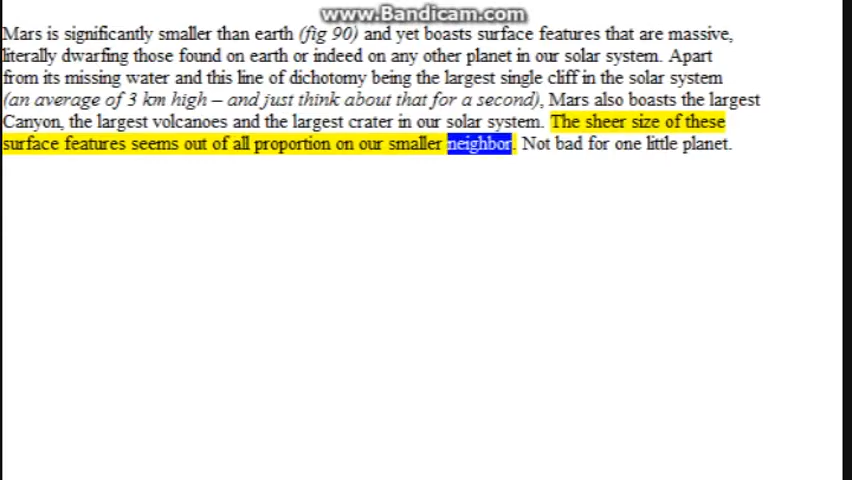 www.Bandicam.com
Mars is significantly smaller than earth (fig 90) and yet boasts surface features that are massive,
literally dwarfing those found on earth or indeed on any other planet in our solar system. Apart
from its missing water and this line of dichotomy being the largest single cliff in the solar system
(an average of 3 km high – and just think about that for a second), Mars also boasts the largest
Canyon, the largest volcanoes and the largest crater in our solar system. The sheer size of these
surface features seems out of all proportion on our smaller neighbor. Not bad for one little planet.